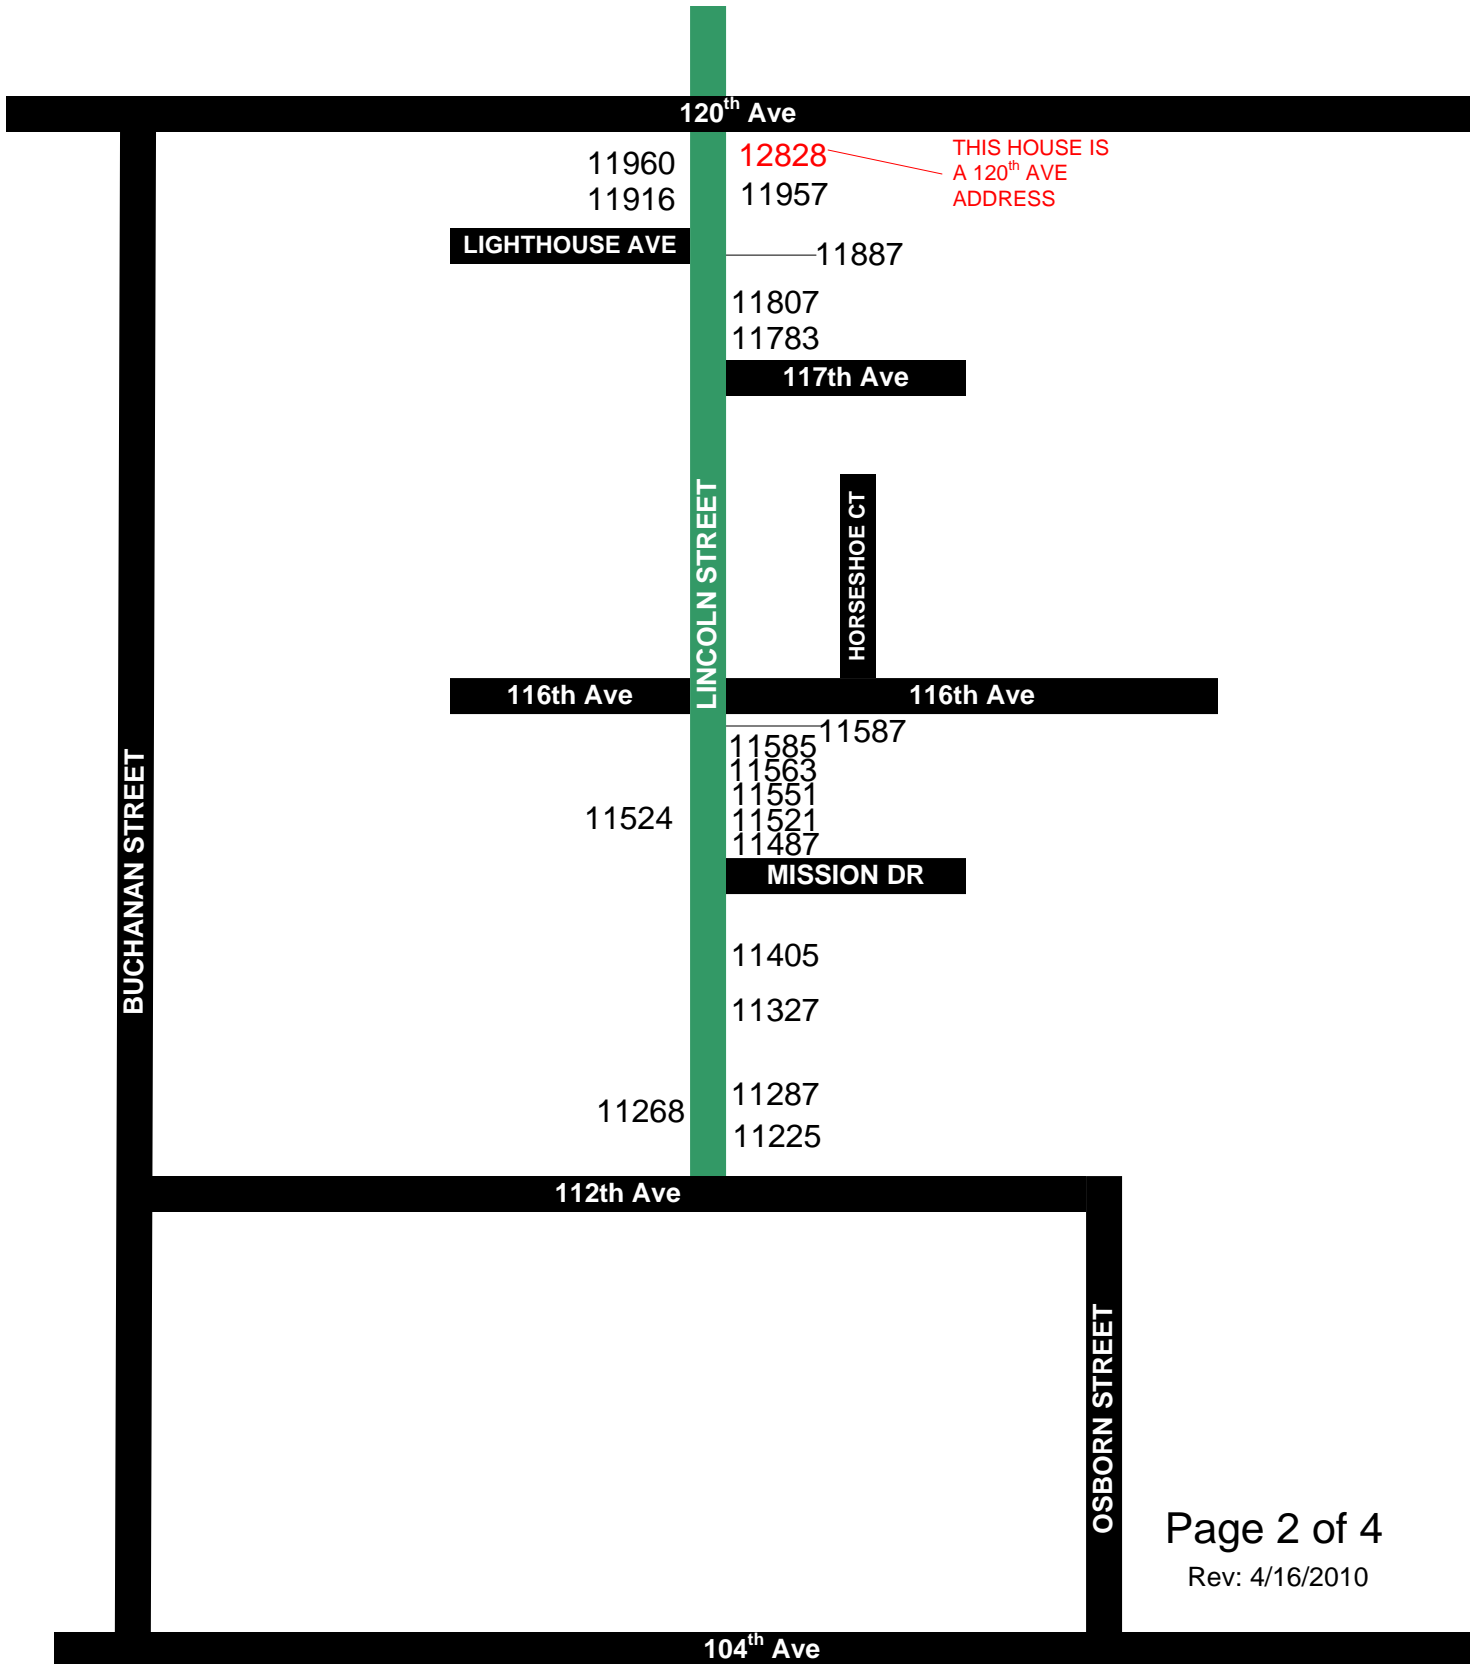 120th Ave
11960
12828
THIS HOUSE IS
A 120th AVE
ADDRESS
11916
11957
LIGHTHOUSE AVE
11887
11807
11783
117th Ave
LINCOLN STREET
HORSESHOE CT
116th Ave
116th Ave
11587
11585
11563
11551
11524
11521
11487
MISSION DR
BUCHANAN STREET
11405
11327
11287
11268
11225
112th Ave
OSBORN STREET
Page 2 of 4
Rev: 4/16/2010
104th Ave